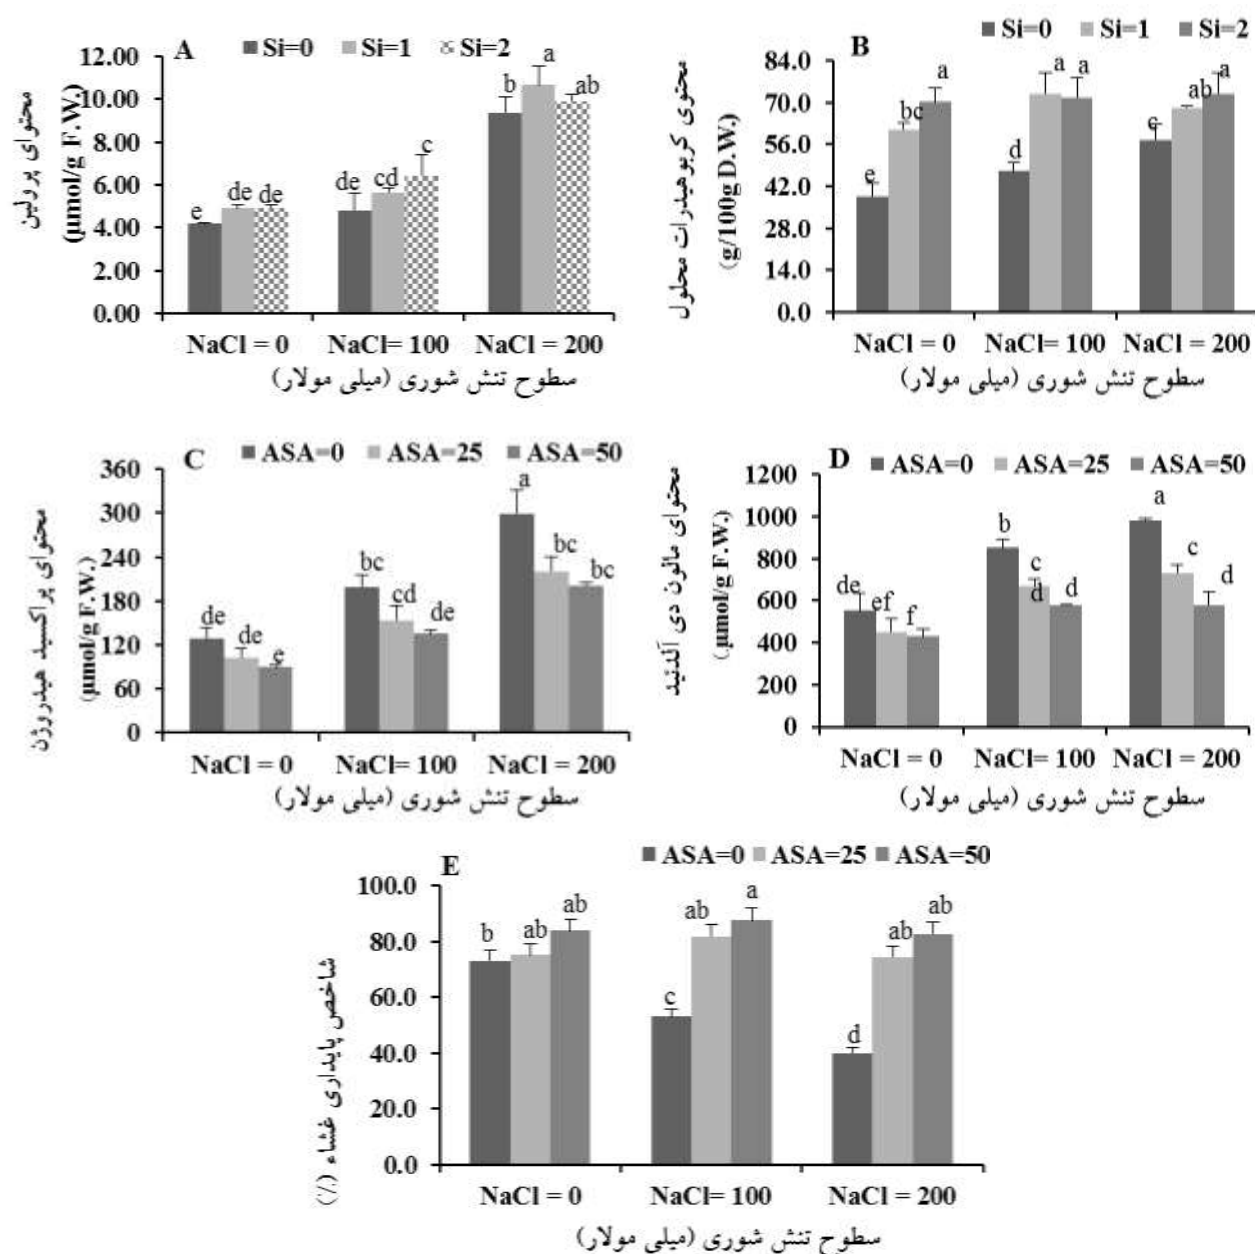 A
Si=0 Si=1 Si=2
محتوای پرولین
(µmol/g F.W.)
12.00
10.00
8.00
6.00
4.00
2.00
0.00
e de de
de cd c
b a ab
NaCl = 0 NaCl= 100 NaCl = 200
سطوح تنش شوری (میلی مولار)
B
Si=0 Si=1 Si=2
محتوی کربوهیدرات محلول
(g/100g D.W.)
84.0
70.0
56.0
42.0
28.0
14.0
0.0
e bc a
d a a
c ab a
NaCl = 0 NaCl= 100 NaCl = 200
سطوح تنش شوری (میلی مولار)
C
ASA=0 ASA=25 ASA=50
محتوای پراکسید هیدروژن
(µmol/g F.W.)
360
300
240
180
120
60
0
de de e
bc cd de
a bc bc
NaCl = 0 NaCl= 100 NaCl = 200
سطوح تنش شوری (میلی مولار)
D
ASA=0 ASA=25 ASA=50
محتوای مالون دی آلدئید
(µmol/g F.W.)
1200
1000
800
600
400
200
0
de ef f
b c d d
a c d
NaCl = 0 NaCl= 100 NaCl = 200
سطوح تنش شوری (میلی مولار)
E
ASA=0 ASA=25 ASA=50
شاخص پایداری غشاء (٪)
100.0
80.0
60.0
40.0
20.0
0.0
b ab ab
c ab a
d ab ab
NaCl = 0 NaCl= 100 NaCl = 200
سطوح تنش شوری (میلی مولار)